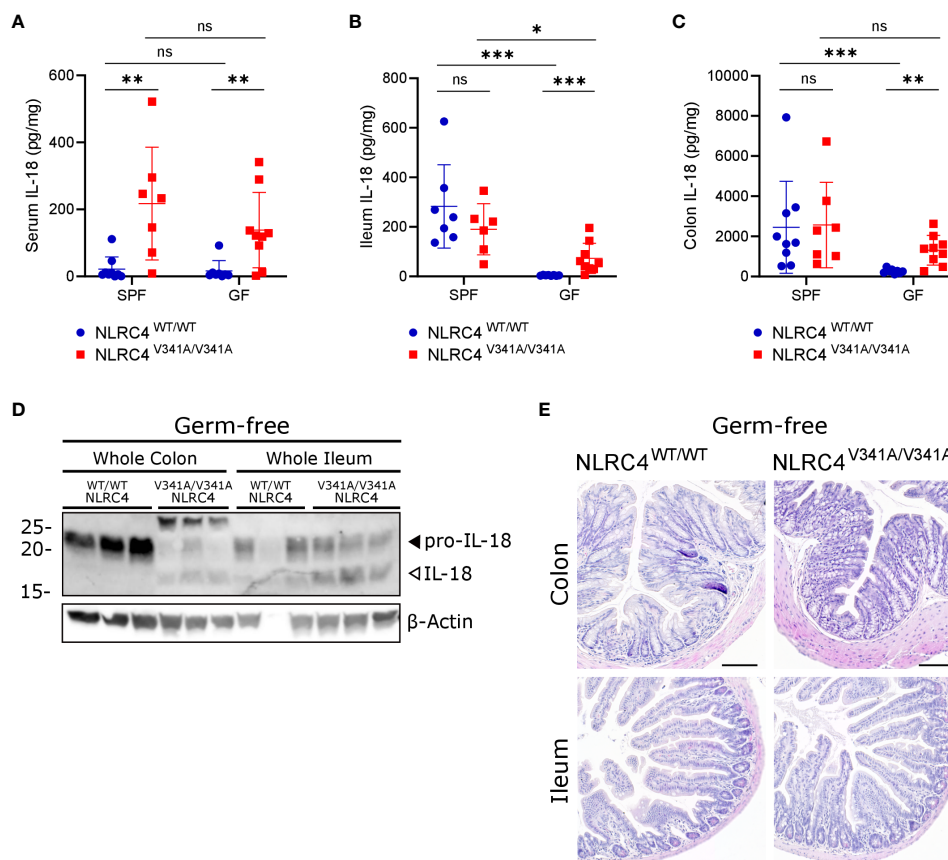 A
ns
ns
** **
Serum IL-18 (pg/mg)
600
400
200
0
SPF GF
NLRC4 WT/WT
NLRC4 V341A/V341A
B
*
***
ns ***
Ileum IL-18 (pg/mg)
800
600
400
200
0
SPF GF
NLRC4 WT/WT
NLRC4 V341A/V341A
C
ns
***
ns **
Colon IL-18 (pg/mg)
10000
8000
6000
4000
2000
0
SPF GF
NLRC4 WT/WT
NLRC4 V341A/V341A
D
Germ-free
Whole Colon Whole Ileum
WT/WT V341A/V341A WT/WT V341A/V341A
NLRC4 NLRC4 NLRC4 NLRC4
25-
20-
15-
pro-IL-18
IL-18
β-Actin
E
Germ-free
NLRC4 WT/WT NLRC4 V341A/V341A
Colon
Ileum